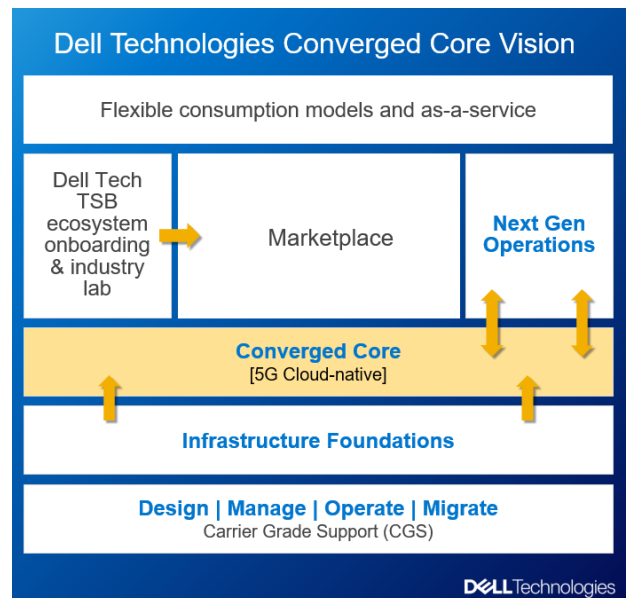 Dell Technologies Converged Core Vision
Flexible consumption models and as-a-service
Dell Tech
TSB
ecosystem
onboarding
& industry
lab
Marketplace
Next Gen
Operations
Converged Core
[5G Cloud-native]
Infrastructure Foundations
Design | Manage | Operate | Migrate
Carrier Grade Support (CGS)
DELLTechnologies